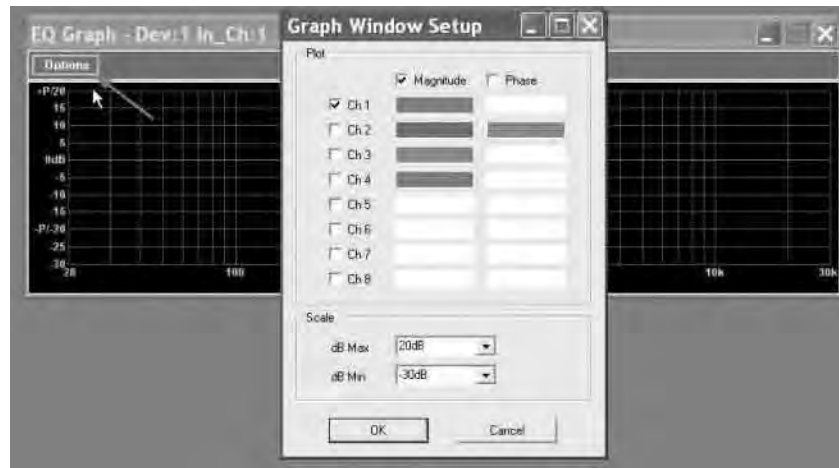 EQ Graph - Dev:1 In_Ch:1
Options
+P/20
15
10
5
0dB
-5
-10
-15
-P/-20
-25
-30
20
100
10k
30k
Graph Window Setup
Plot
Magnitude Phase
Ch 1
Ch 2
Ch 3
Ch 4
Ch 5
Ch 6
Ch 7
Ch 8
Scale
dB Max 20dB
dB Min -30dB
OK Cancel